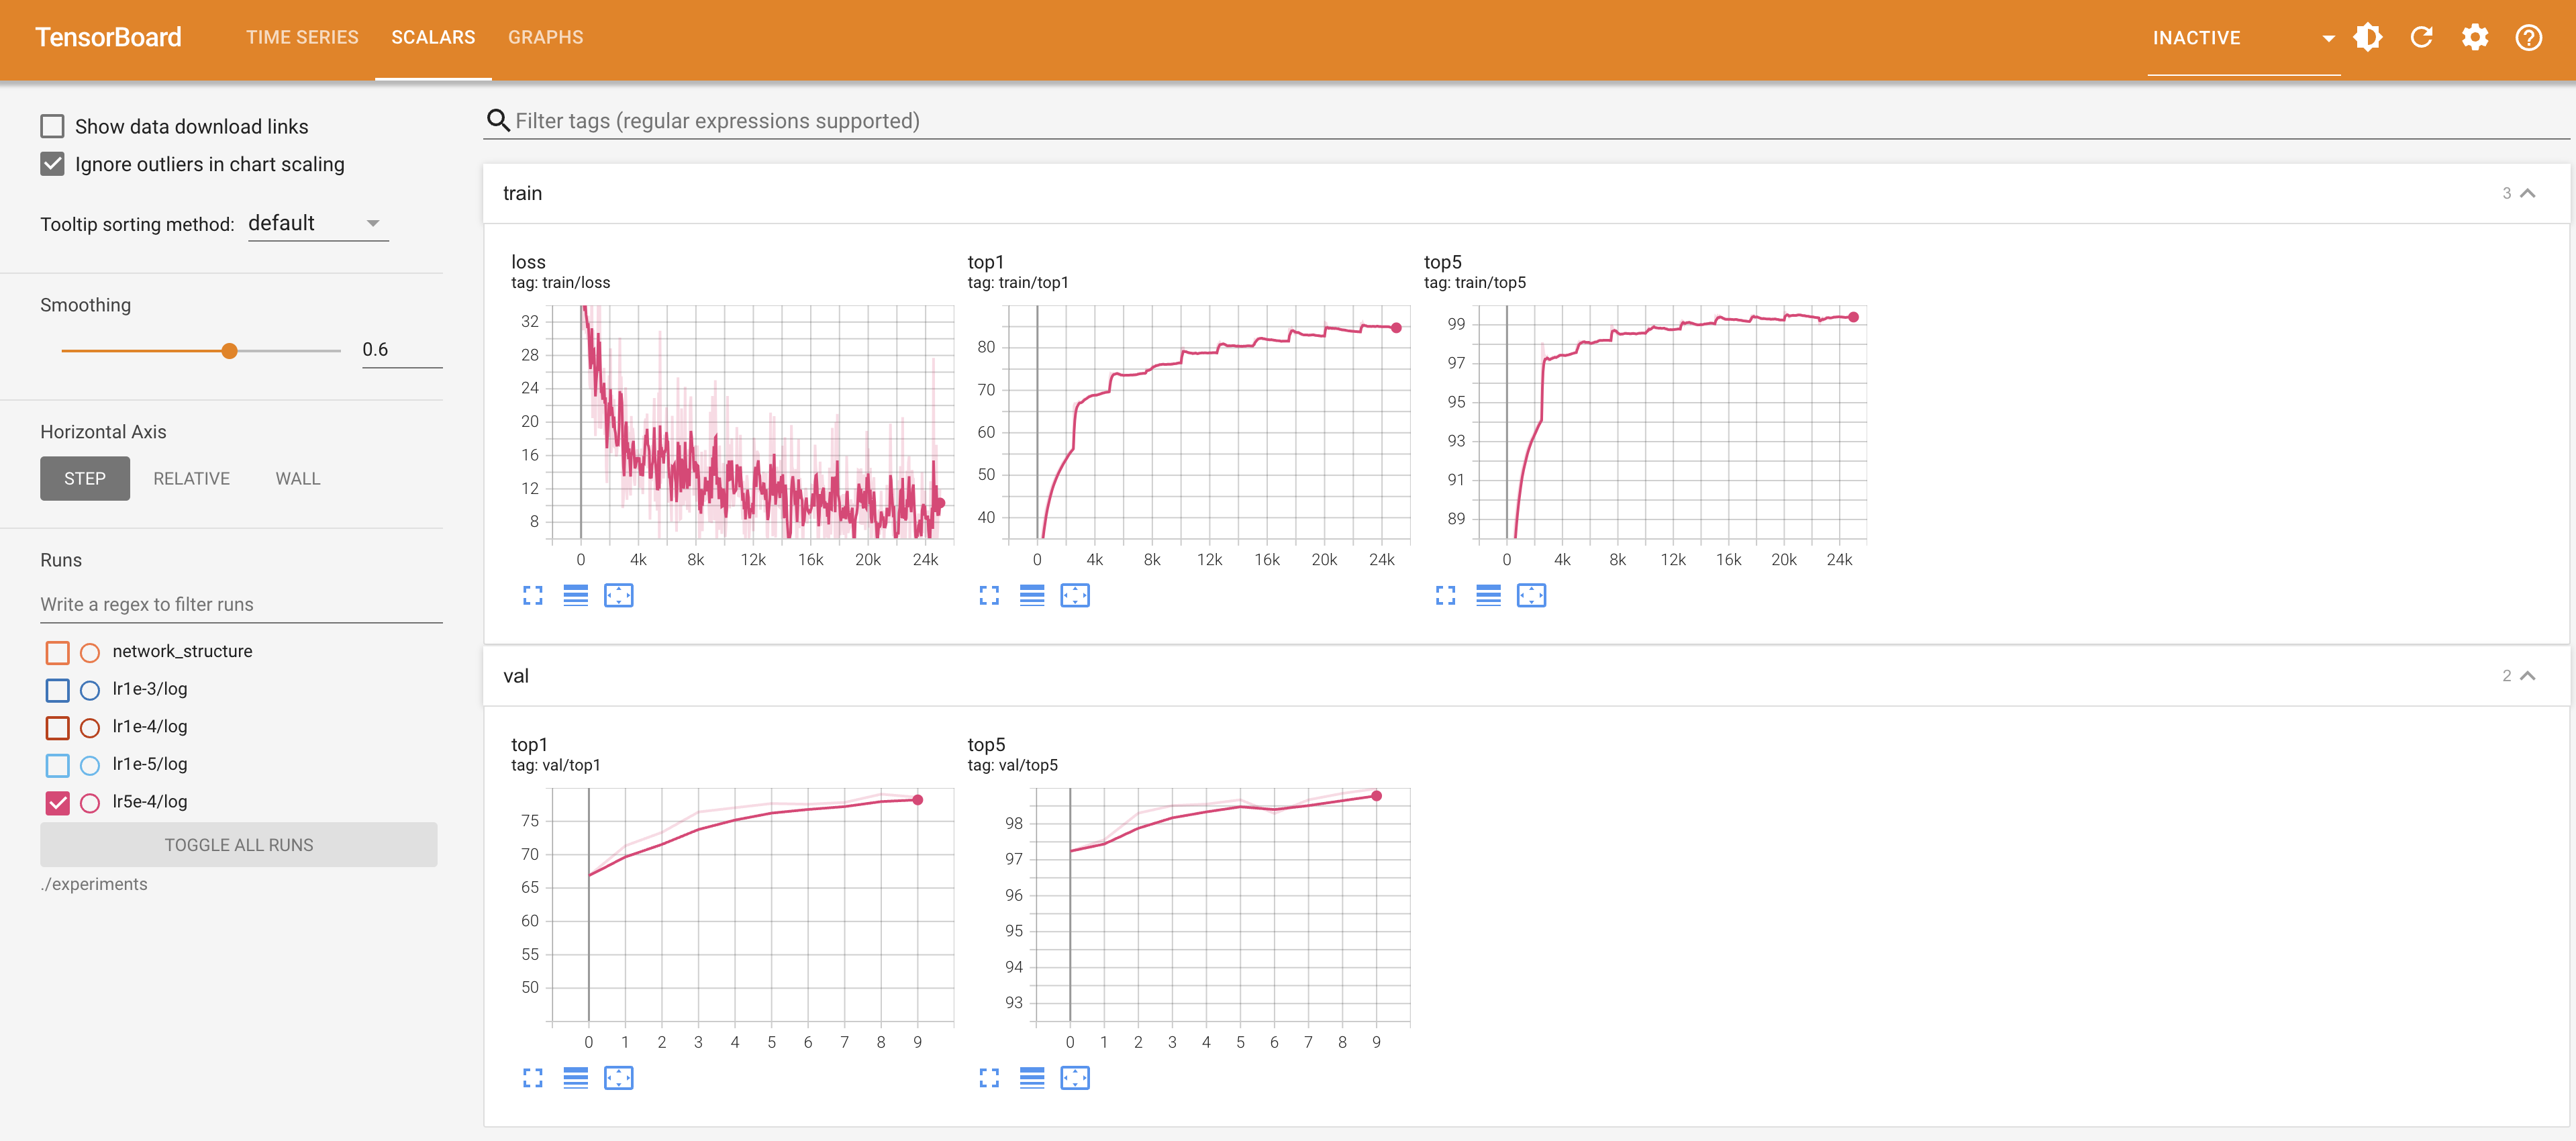 TensorBoard TIME SERIES SCALARS GRAPHS INACTIVE
Show data download links
Ignore outliers in chart scaling
Tooltip sorting method: default
Smoothing
0.6
Horizontal Axis
STEP RELATIVE WALL
Runs
Write a regex to filter runs
network_structure
lr1e-3/log
lr1e-4/log
lr1e-5/log
lr5e-4/log
TOGGLE ALL RUNS
./experiments
Filter tags (regular expressions supported)
train 3
loss
tag: train/loss
32
28
24
20
16
12
8
0 4k 8k 12k 16k 20k 24k
top1
tag: train/top1
80
70
60
50
40
0 4k 8k 12k 16k 20k 24k
top5
tag: train/top5
99
97
95
93
91
89
0 4k 8k 12k 16k 20k 24k
val 2
top1
tag: val/top1
75
70
65
60
55
50
0 1 2 3 4 5 6 7 8 9
top5
tag: val/top5
98
97
96
95
94
93
0 1 2 3 4 5 6 7 8 9